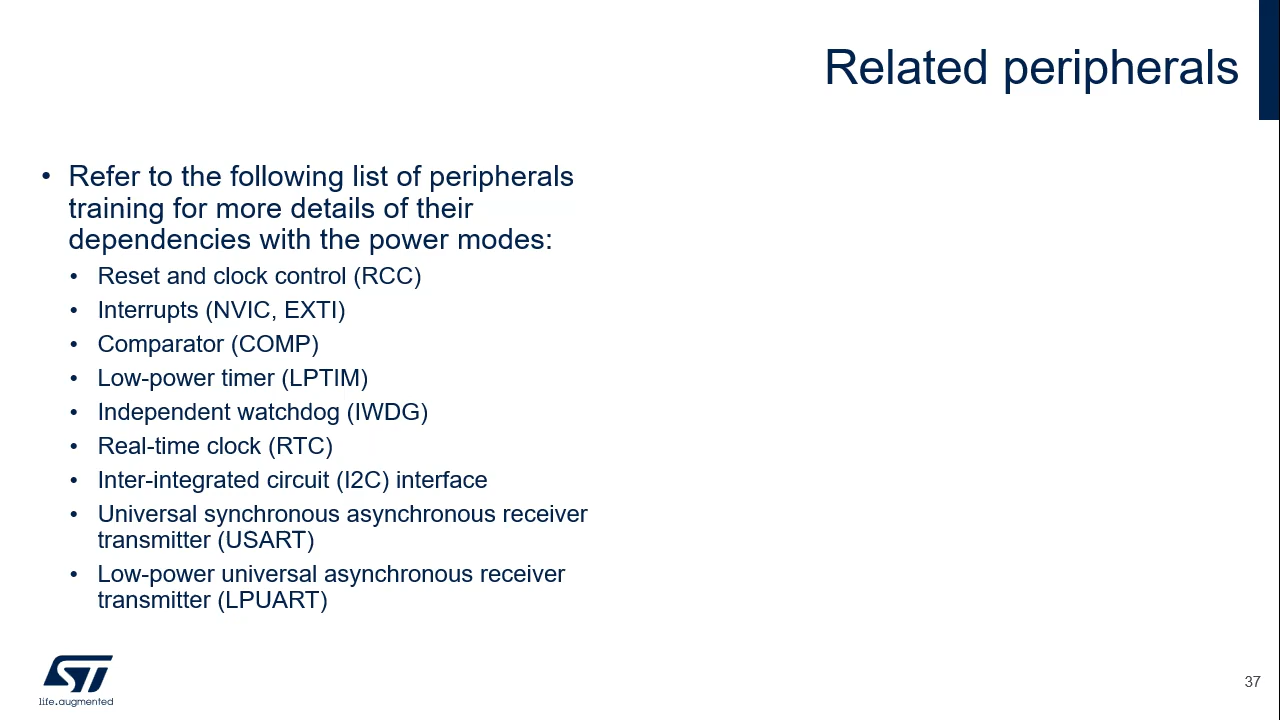 Related peripherals
• Refer to the following list of peripherals
training for more details of their
dependencies with the power modes:
• Reset and clock control (RCC)
• Interrupts (NVIC, EXTI)
• Comparator (COMP)
• Low-power timer (LPTIM)
• Independent watchdog (IWDG)
• Real-time clock (RTC)
• Inter-integrated circuit (I2C) interface
• Universal synchronous asynchronous receiver
transmitter (USART)
• Low-power universal asynchronous receiver
transmitter (LPUART)
ST
life.augmented
37